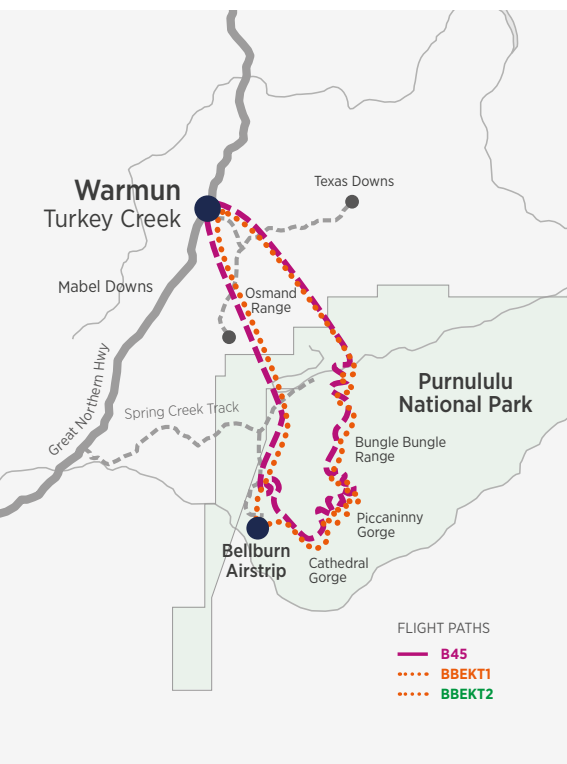 Texas Downs
Warmun
Turkey Creek
Mabel Downs
Osmand
Range
Great Northern Hwy
Purnululu
National Park
Spring Creek Track
Bungle Bungle
Range
Piccaninny
Gorge
Bellburn
Airstrip
Cathedral
Gorge
FLIGHT PATHS
B45
BBEKT1
BBEKT2